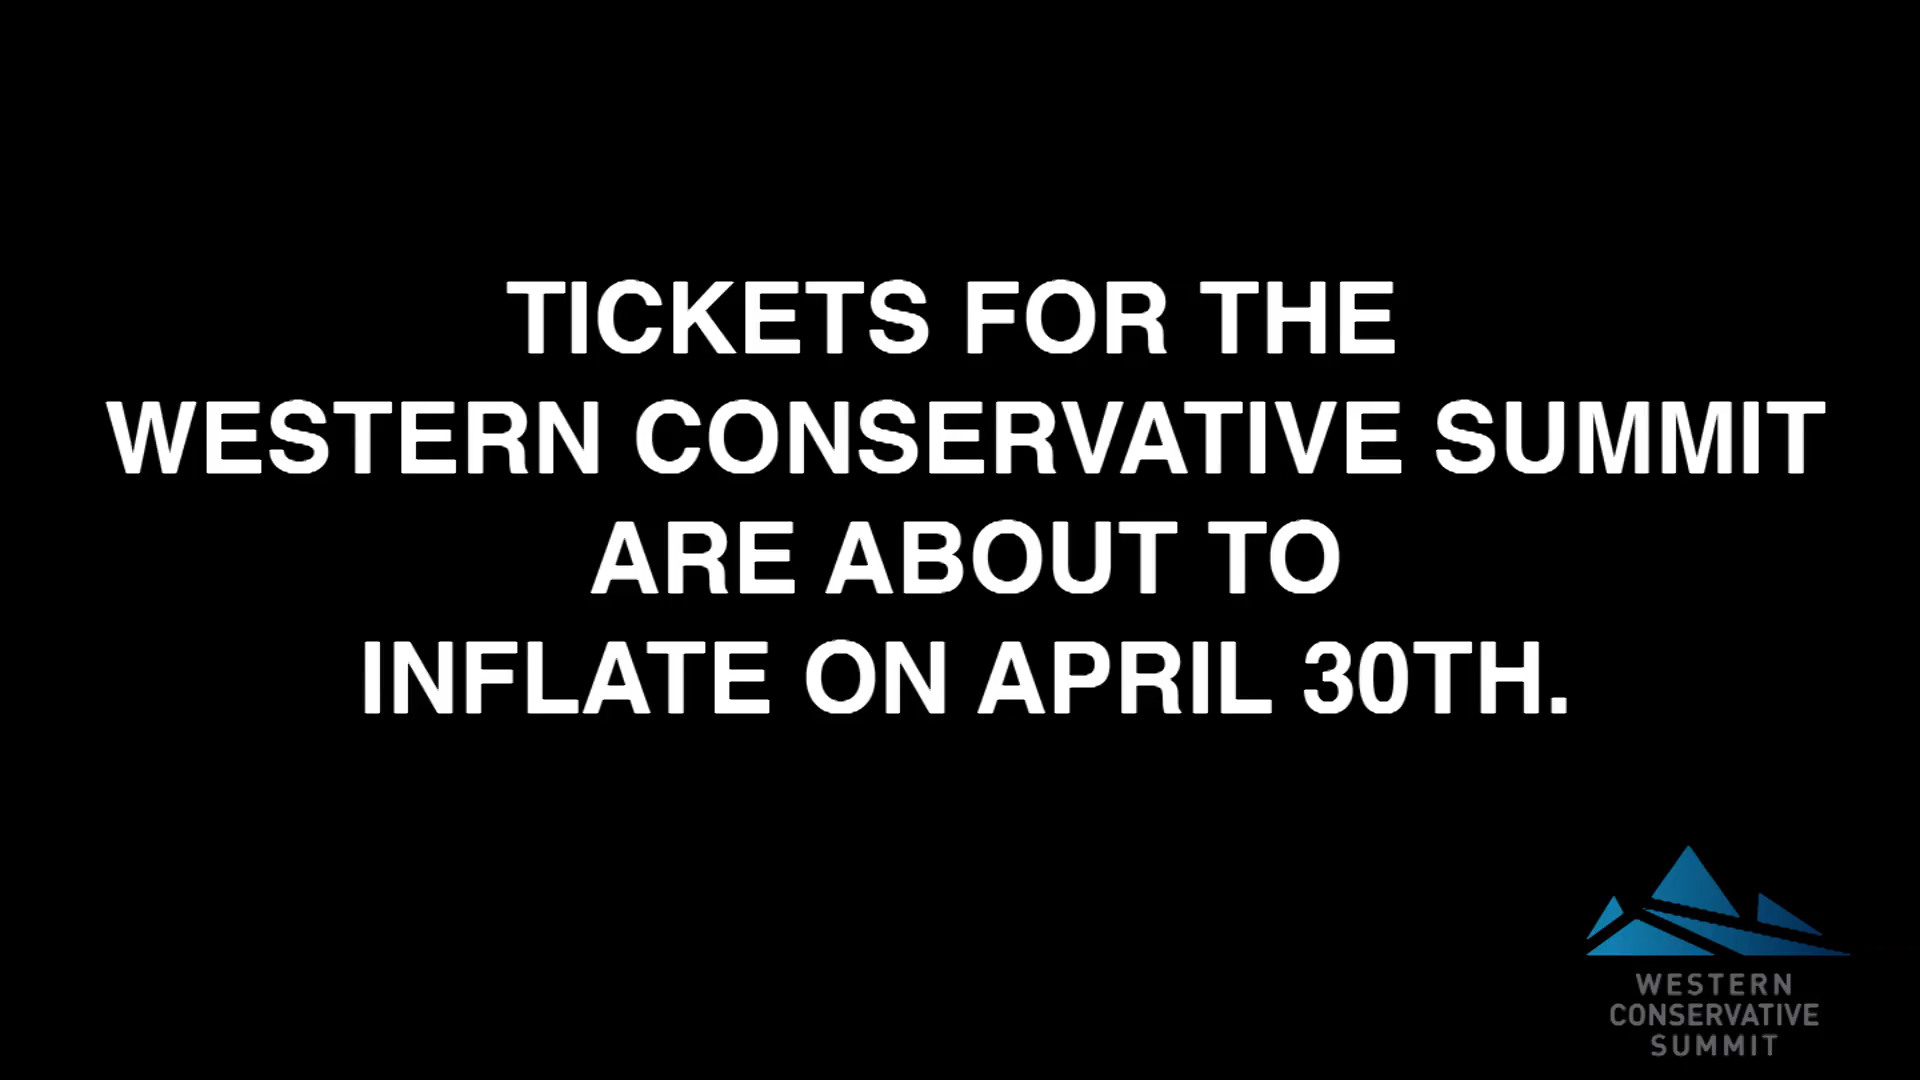 TICKETS FOR THE
WESTERN CONSERVATIVE SUMMIT
ARE ABOUT TO
INFLATE ON APRIL 30TH.
WESTERN
CONSERVATIVE
SUMMIT